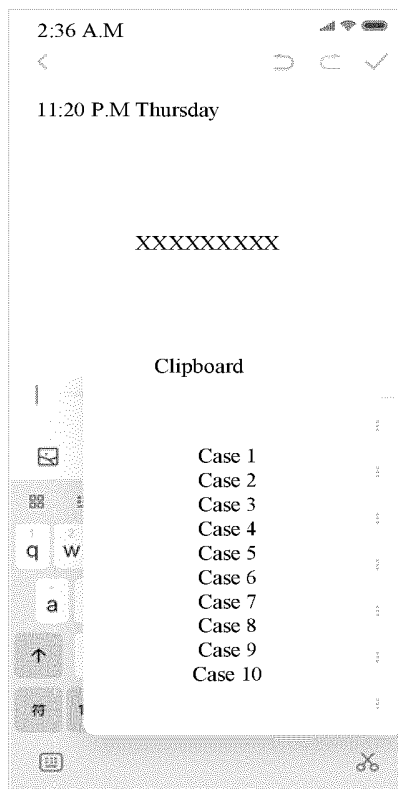 2:36 A.M
11:20 P.M Thursday
XXXXXXXXX
Clipboard
Case 1
Case 2
Case 3
Case 4
Case 5
Case 6
Case 7
Case 8
Case 9
Case 10
q w
a
符